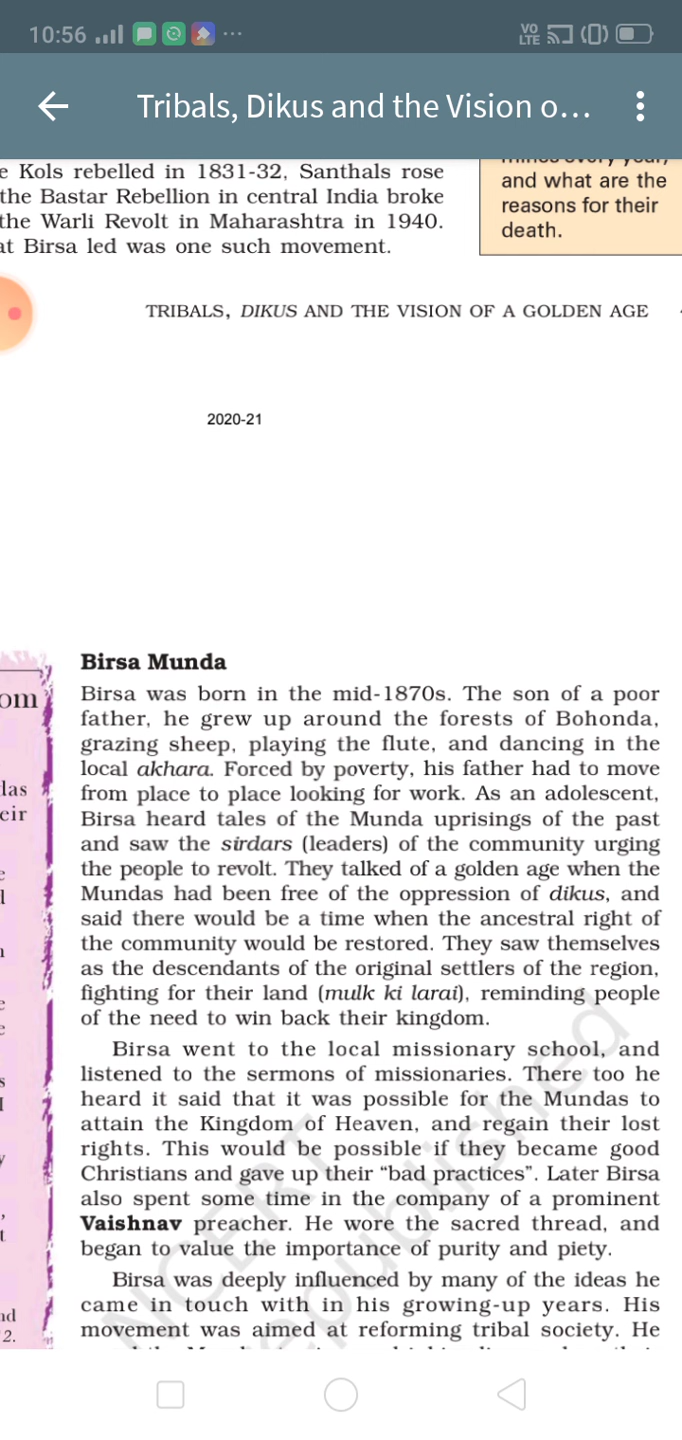 10:56
VO
LTE
Tribals, Dikus and the Vision o...
e Kols rebelled in 1831-32, Santhals rose
the Bastar Rebellion in central India broke
the Warli Revolt in Maharashtra in 1940.
at Birsa led was one such movement.
mines every year,
and what are the
reasons for their
death.
TRIBALS, DIKUS AND THE VISION OF A GOLDEN AGE
2020-21
om
das
eir
nd
2.
Birsa Munda
Birsa was born in the mid-1870s. The son of a poor
father, he grew up around the forests of Bohonda,
grazing sheep, playing the flute, and dancing in the
local akhara. Forced by poverty, his father had to move
from place to place looking for work. As an adolescent,
Birsa heard tales of the Munda uprisings of the past
and saw the sirdars (leaders) of the community urging
the people to revolt. They talked of a golden age when the
Mundas had been free of the oppression of dikus, and
said there would be a time when the ancestral right of
the community would be restored. They saw themselves
as the descendants of the original settlers of the region,
fighting for their land (mulk ki larai), reminding people
of the need to win back their kingdom.
Birsa went to the local missionary school, and
listened to the sermons of missionaries. There too he
heard it said that it was possible for the Mundas to
attain the Kingdom of Heaven, and regain their lost
rights. This would be possible if they became good
Christians and gave up their “bad practices”. Later Birsa
also spent some time in the company of a prominent
Vaishnav preacher. He wore the sacred thread, and
began to value the importance of purity and piety.
Birsa was deeply influenced by many of the ideas he
came in touch with in his growing-up years. His
movement was aimed at reforming tribal society. He
NCERT
republished